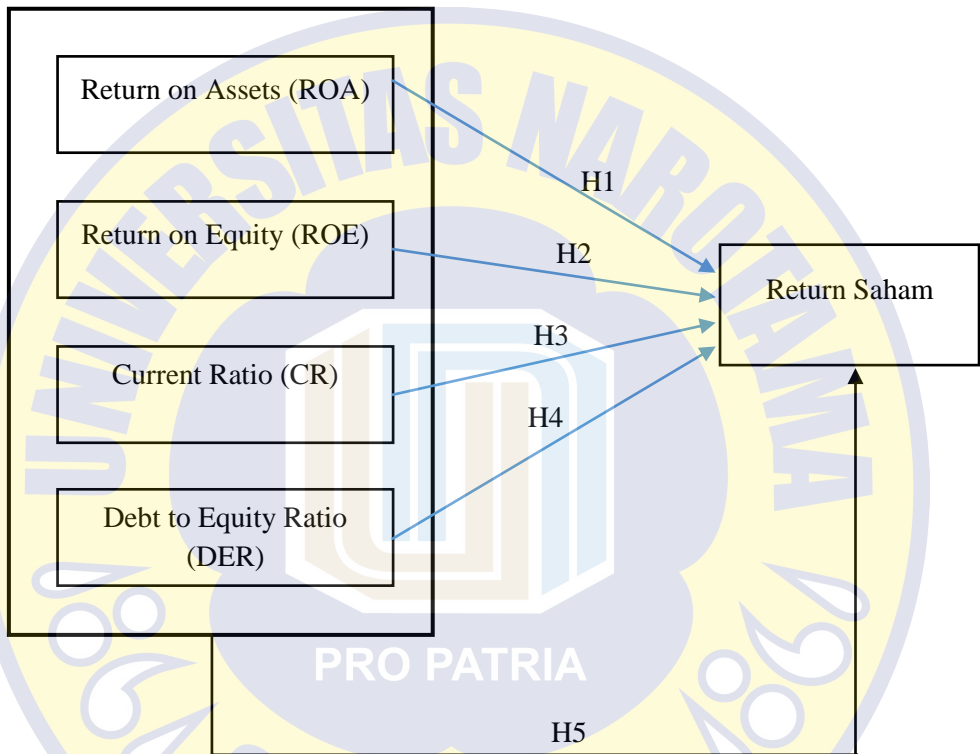 Return on Assets (ROA)
H1
Return on Equity (ROE)
H2
Return Saham
H3
Current Ratio (CR)
H4
Debt to Equity Ratio
(DER)
H5
UNIVERSITAS NAROTAMA
PRO PATRIA